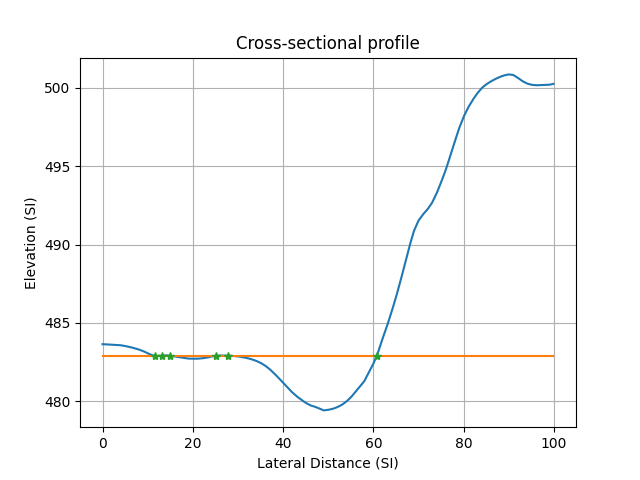 Cross-sectional profile
500
495
490
485
480
Elevation (SI)
0 20 40 60 80 100
Lateral Distance (SI)